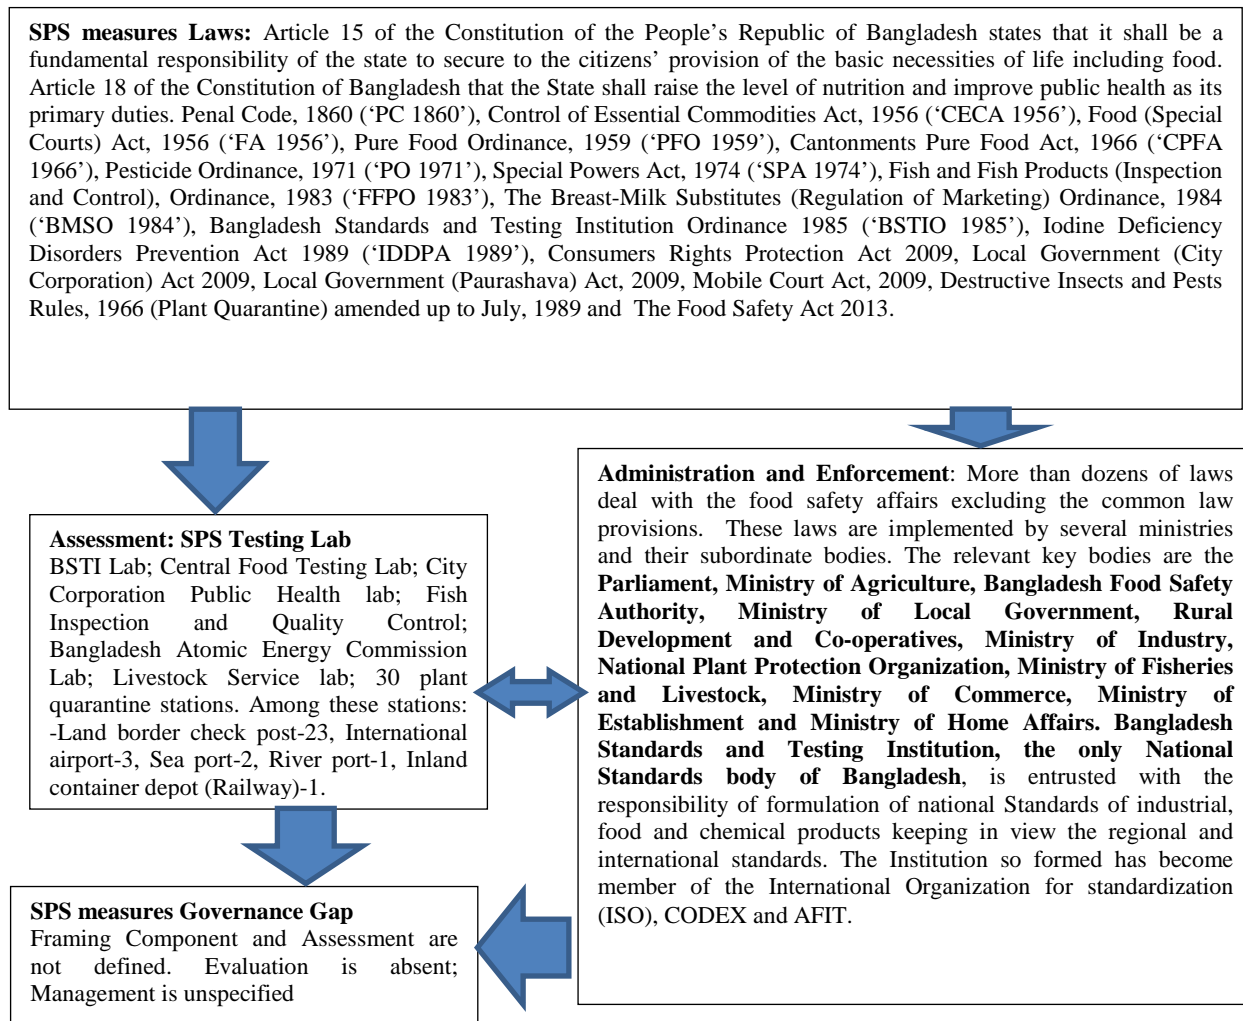 SPS measures Laws: Article 15 of the Constitution of the People's Republic of Bangladesh states that it shall be a
fundamental responsibility of the state to secure to the citizens' provision of the basic necessities of life including food.
Article 18 of the Constitution of Bangladesh that the State shall raise the level of nutrition and improve public health as its
primary duties. Penal Code, 1860 ('PC 1860'), Control of Essential Commodities Act, 1956 ('CECA 1956'), Food (Special
Courts) Act, 1956 ('FA 1956'), Pure Food Ordinance, 1959 ('PFO 1959'), Cantonments Pure Food Act, 1966 ('CPFA
1966'), Pesticide Ordinance, 1971 ('PO 1971'), Special Powers Act, 1974 ('SPA 1974'), Fish and Fish Products (Inspection
and Control), Ordinance, 1983 ('FFPO 1983'), The Breast-Milk Substitutes (Regulation of Marketing) Ordinance, 1984
('BMSO 1984'), Bangladesh Standards and Testing Institution Ordinance 1985 ('BSTIO 1985'), Iodine Deficiency
Disorders Prevention Act 1989 ('IDDPA 1989'), Consumers Rights Protection Act 2009, Local Government (City
Corporation) Act 2009, Local Government (Paurashava) Act, 2009, Mobile Court Act, 2009, Destructive Insects and Pests
Rules, 1966 (Plant Quarantine) amended up to July, 1989 and The Food Safety Act 2013.
Assessment: SPS Testing Lab
BSTI Lab; Central Food Testing Lab; City
Corporation Public Health lab; Fish
Inspection and Quality Control;
Bangladesh Atomic Energy Commission
Lab; Livestock Service lab; 30 plant
quarantine stations. Among these stations:
-Land border check post-23, International
airport-3, Sea port-2, River port-1, Inland
container depot (Railway)-1.
Administration and Enforcement: More than dozens of laws
deal with the food safety affairs excluding the common law
provisions. These laws are implemented by several ministries
and their subordinate bodies. The relevant key bodies are the
Parliament, Ministry of Agriculture, Bangladesh Food Safety
Authority, Ministry of Local Government, Rural
Development and Co-operatives, Ministry of Industry,
National Plant Protection Organization, Ministry of Fisheries
and Livestock, Ministry of Commerce, Ministry of
Establishment and Ministry of Home Affairs. Bangladesh
Standards and Testing Institution, the only National
Standards body of Bangladesh, is entrusted with the
responsibility of formulation of national Standards of industrial,
food and chemical products keeping in view the regional and
international standards. The Institution so formed has become
member of the International Organization for standardization
(ISO), CODEX and AFIT.
SPS measures Governance Gap
Framing Component and Assessment are
not defined. Evaluation is absent;
Management is unspecified